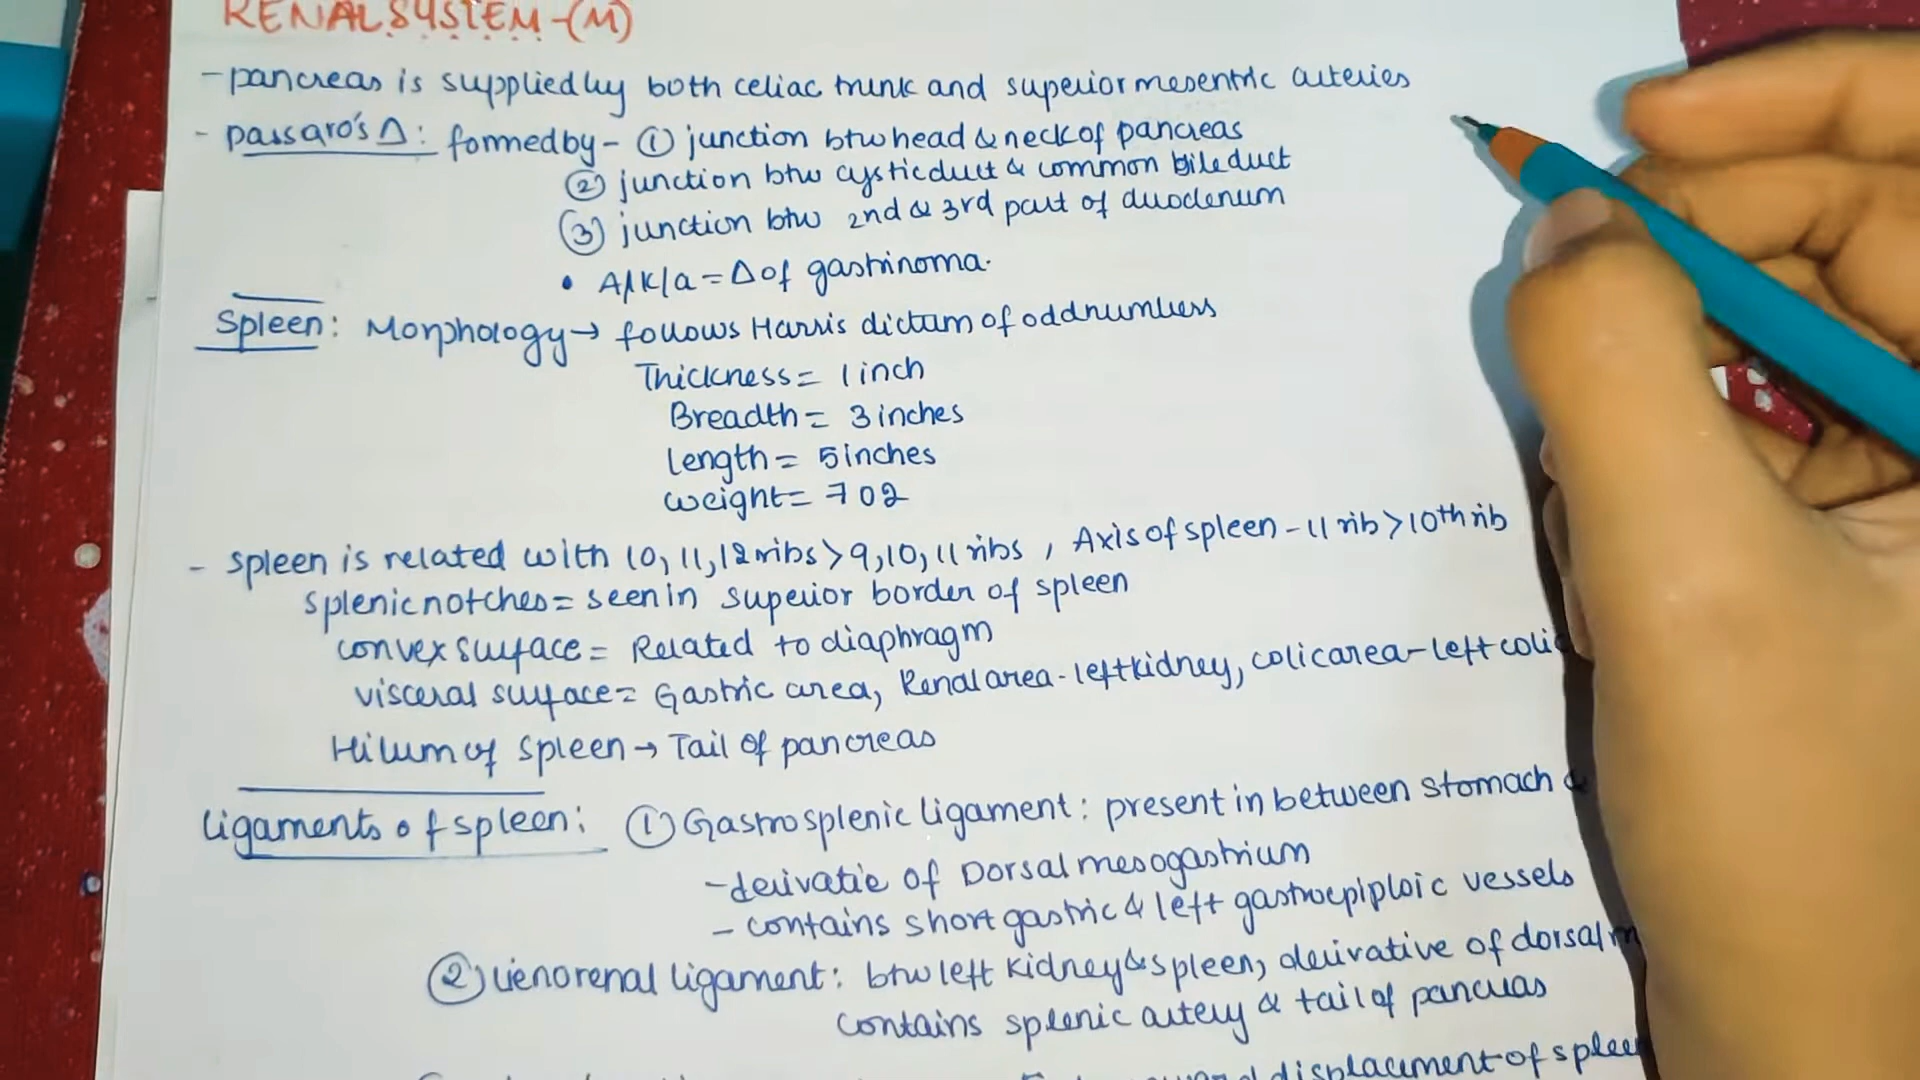 RENAL SYSTEM -(M)
- pancreas is supplied by both celiac trunk and superior mesentric arteries
- passaro's Δ: formed by - ① junction btw head & neck of pancreas
② junction btw cystic duct & common bile duct
③ junction btw 2nd & 3rd part of duodenum
• A/K/a = Δ of gastrinoma.
Spleen: Morphology → follows Harris dictum of odd numbers
Thickness = 1 inch
Breadth = 3 inches
Length = 5 inches
weight = 7 oz
- spleen is related with 10, 11, 12 ribs > 9, 10, 11 ribs , Axis of spleen - 11 rib > 10th rib
splenic notches = seen in superior border of spleen
convex surface = Related to diaphragm
visceral surface = Gastric area, Renal area - left kidney, colic area - left colic
Hilum of spleen → Tail of pancreas
Ligaments of spleen: ① Gastrosplenic ligament: present in between stomach &
- derivatie of Dorsal mesogastrium
- contains short gastric & left gastroepiploic vessels
② Lienorenal ligament: btw left kidney & spleen, derivative of dorsal m
contains splenic artery & tail of pancreas
displacement of spleen